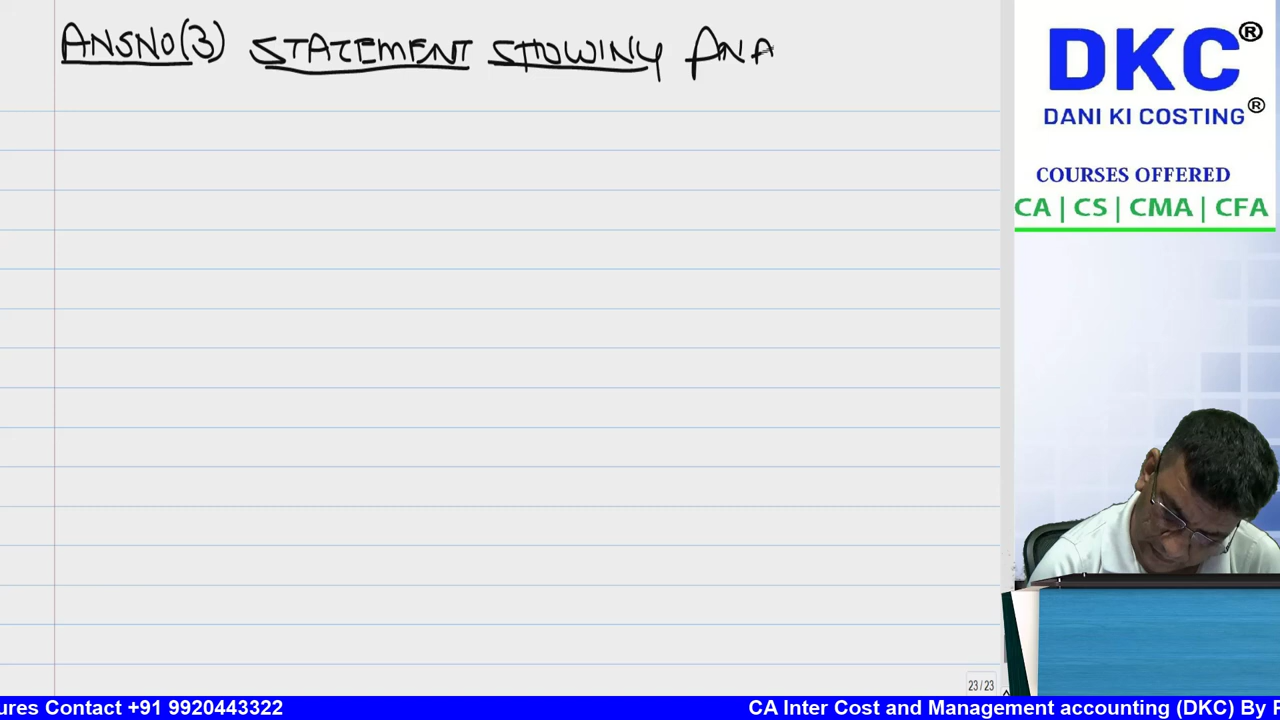 ANSNO(3) STATEMENT SHOWING ANA
DKC®
DANI KI COSTING®
COURSES OFFERED
CA | CS | CMA | CFA
23/23
ures Contact +91 9920443322 CA Inter Cost and Management accounting (DKC) By